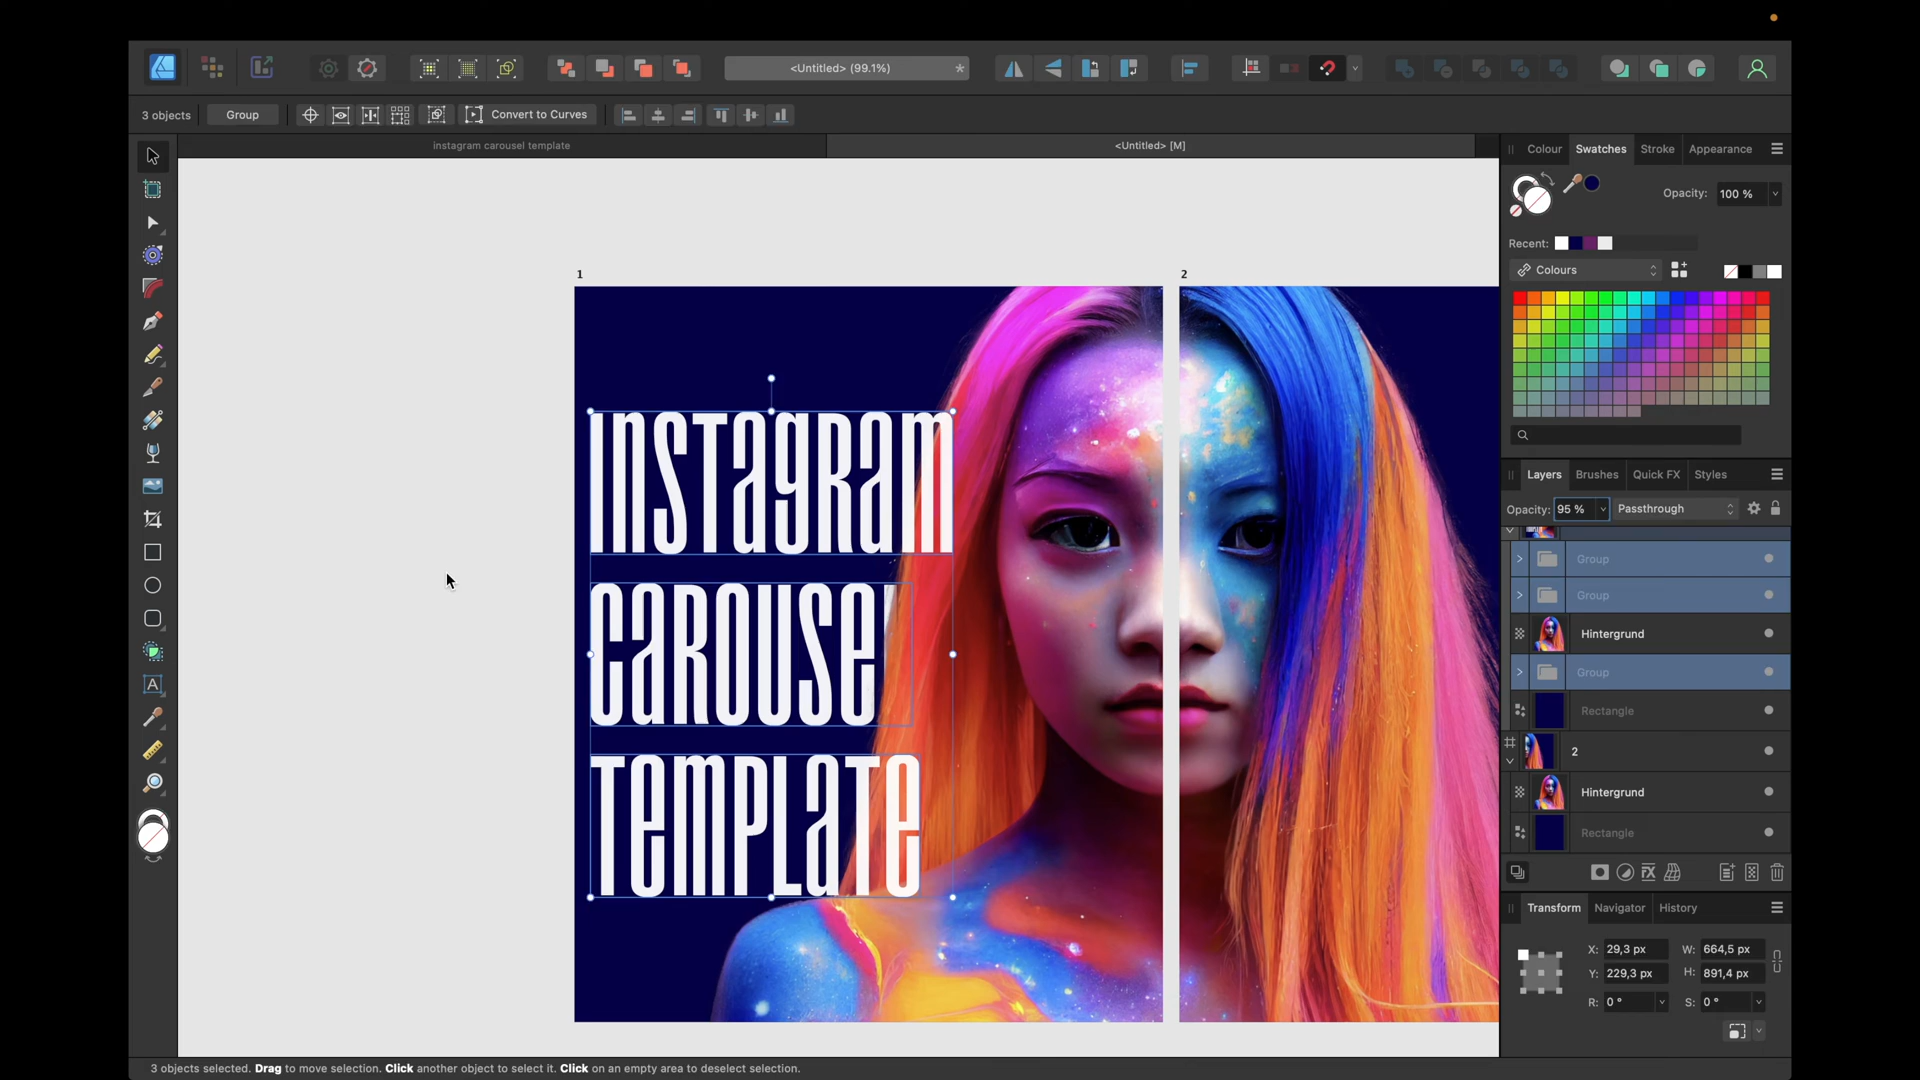 <Untitled> (99.1%)
*
3 objects
Group
Convert to Curves
instagram carousel template
<Untitled> [M]
Colour
Swatches
Stroke
Appearance
Opacity:
100 %
Recent:
Colours
1
2
INSTAGRAM
CAROUSE
TEMPLATE
Layers
Brushes
Quick FX
Styles
Opacity:
95 %
Passthrough
Group
Group
Hintergrund
Group
Rectangle
2
Hintergrund
Rectangle
Transform
Navigator
History
X: 29,3 px
W: 664,5 px
Y: 229,3 px
H: 891,4 px
R: 0 °
S: 0 °
3 objects selected. Drag to move selection. Click another object to select it. Click on an empty area to deselect selection.